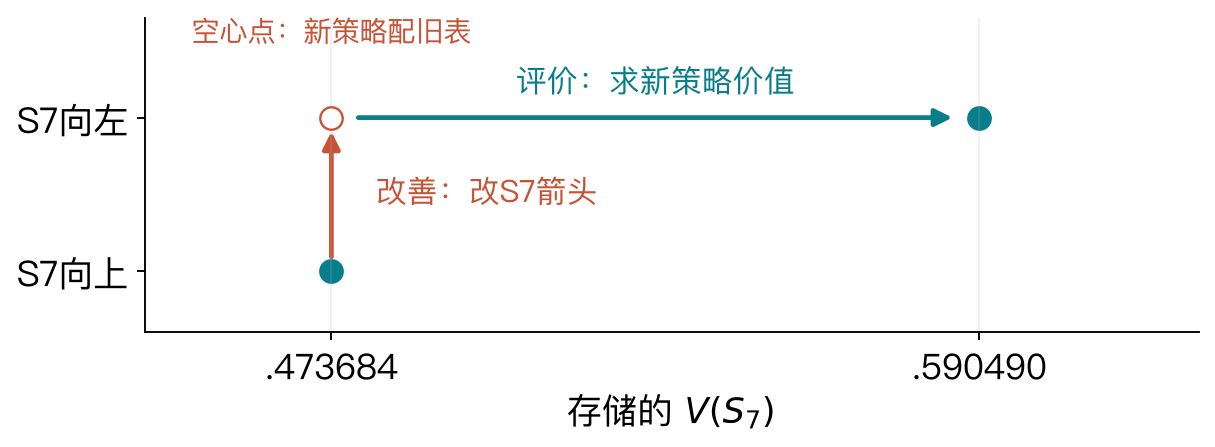 空心点：新策略配旧表
评价：求新策略价值
S7向左
改善：改S7箭头
S7向上
.473684
.590490
存储的 V(S₇)